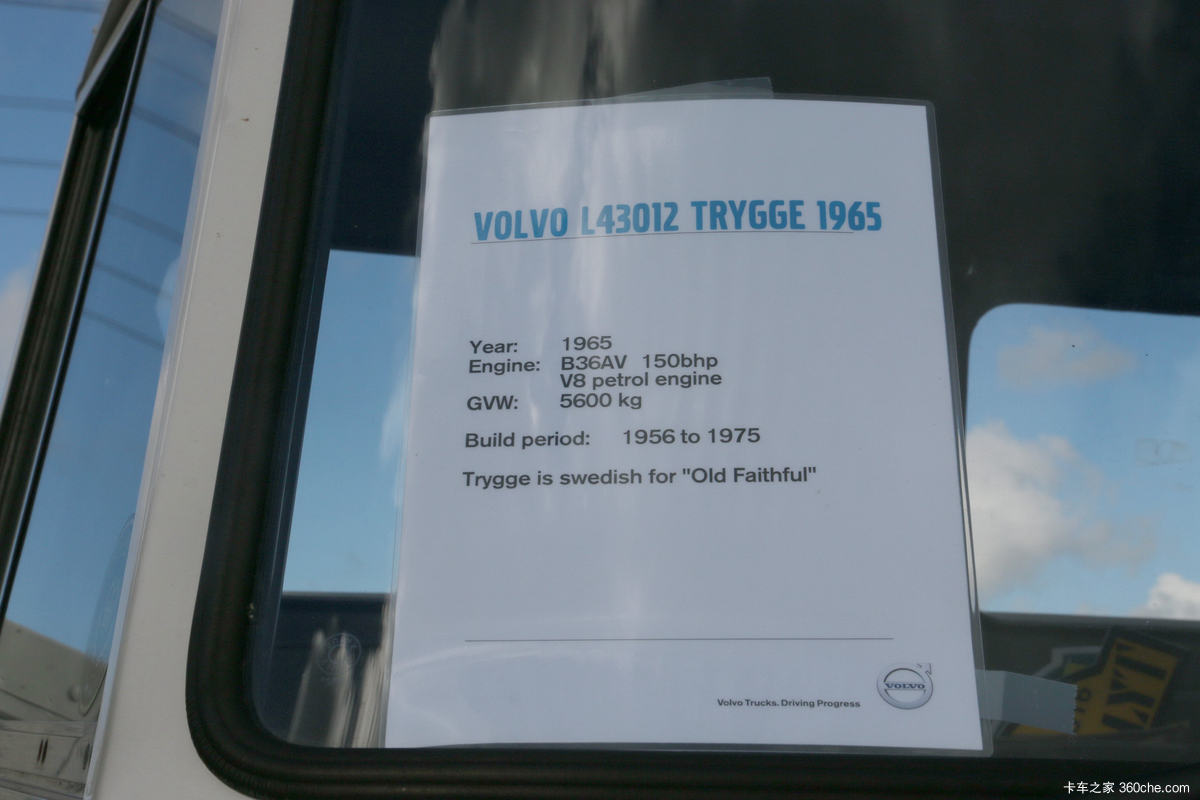 VOLVO L43012 TRYGGE 1965
Year: 1965
Engine: B36AV 150bhp
V8 petrol engine
GVW: 5600 kg
Build period: 1956 to 1975
Trygge is swedish for "Old Faithful"
Volvo Trucks. Driving Progress
VOLVO
LYT
卡车之家 360che.com